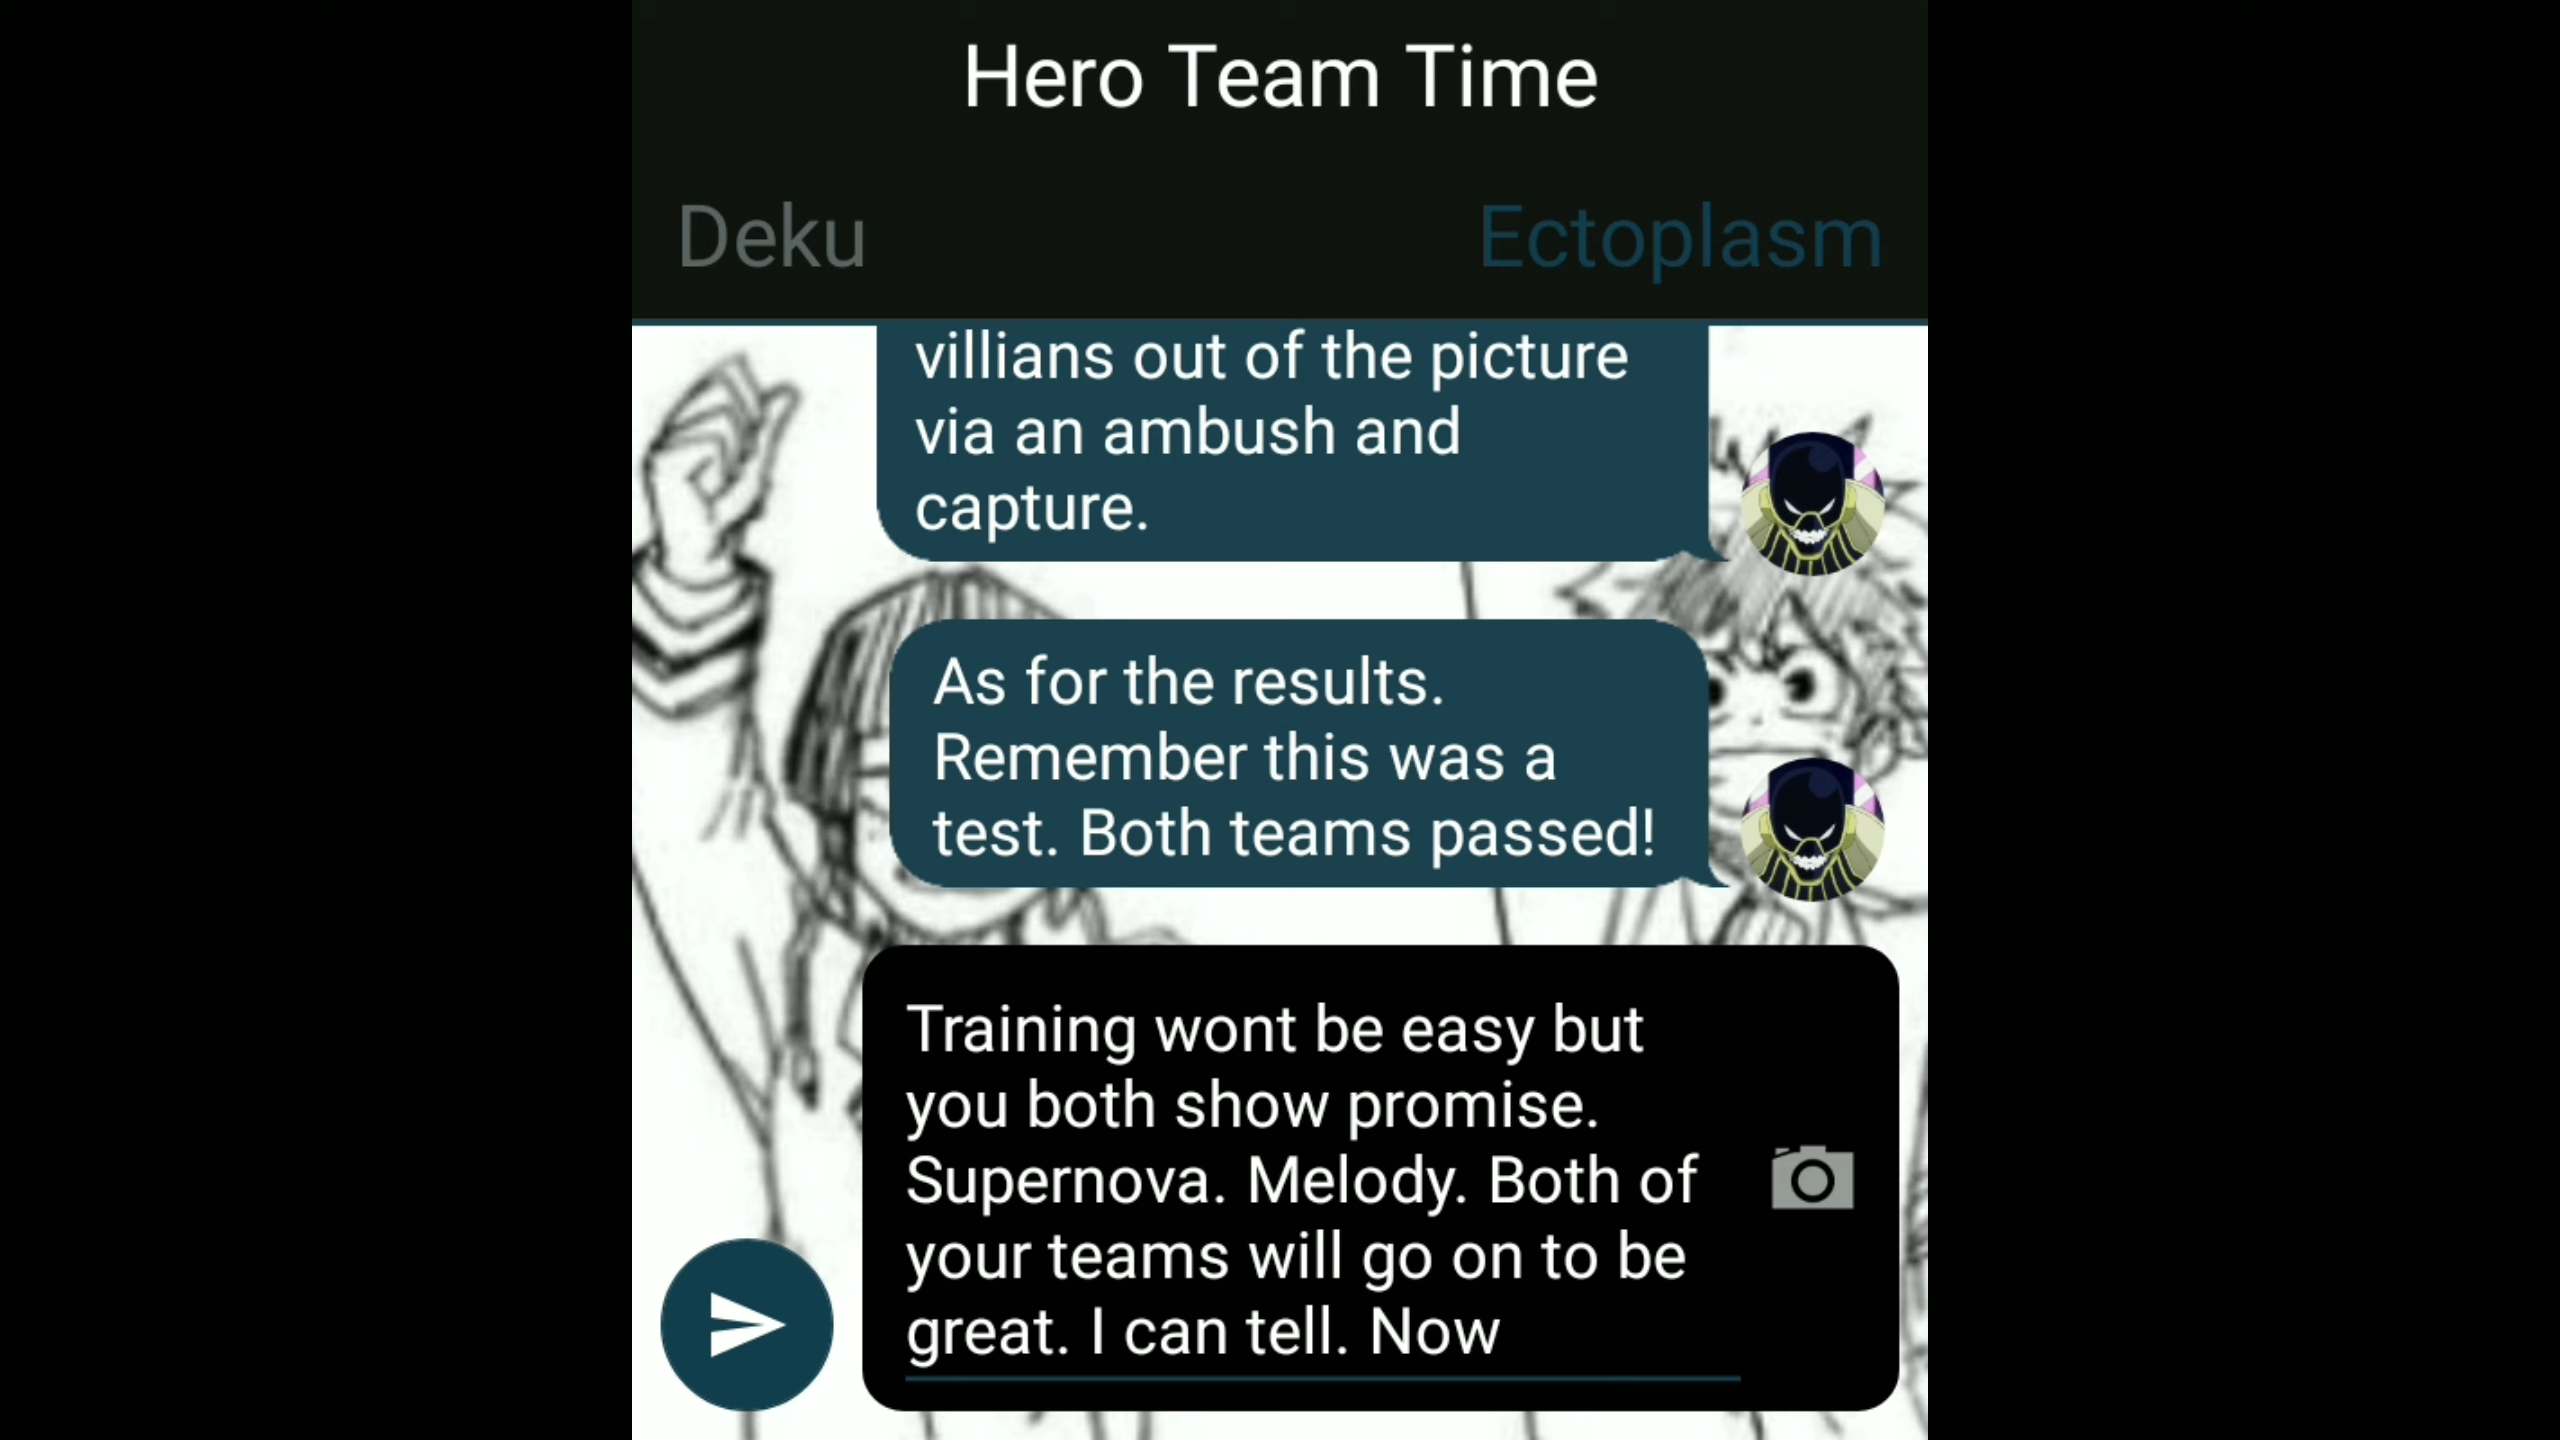 Hero Team Time
Deku
Ectoplasm
villians out of the picture
via an ambush and
capture.
As for the results.
Remember this was a
test. Both teams passed!
Training wont be easy but
you both show promise.
Supernova. Melody. Both of
your teams will go on to be
great. I can tell. Now